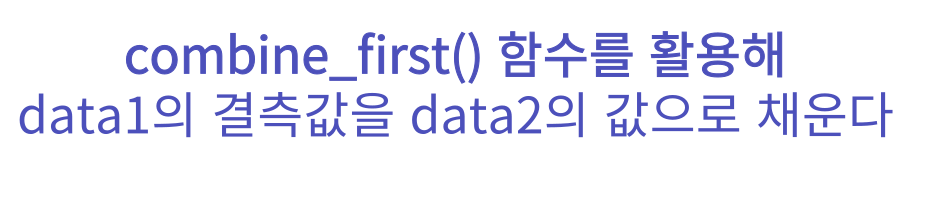 combine_first() 함수를 활용해
data1의 결측값을 data2의 값으로 채운다